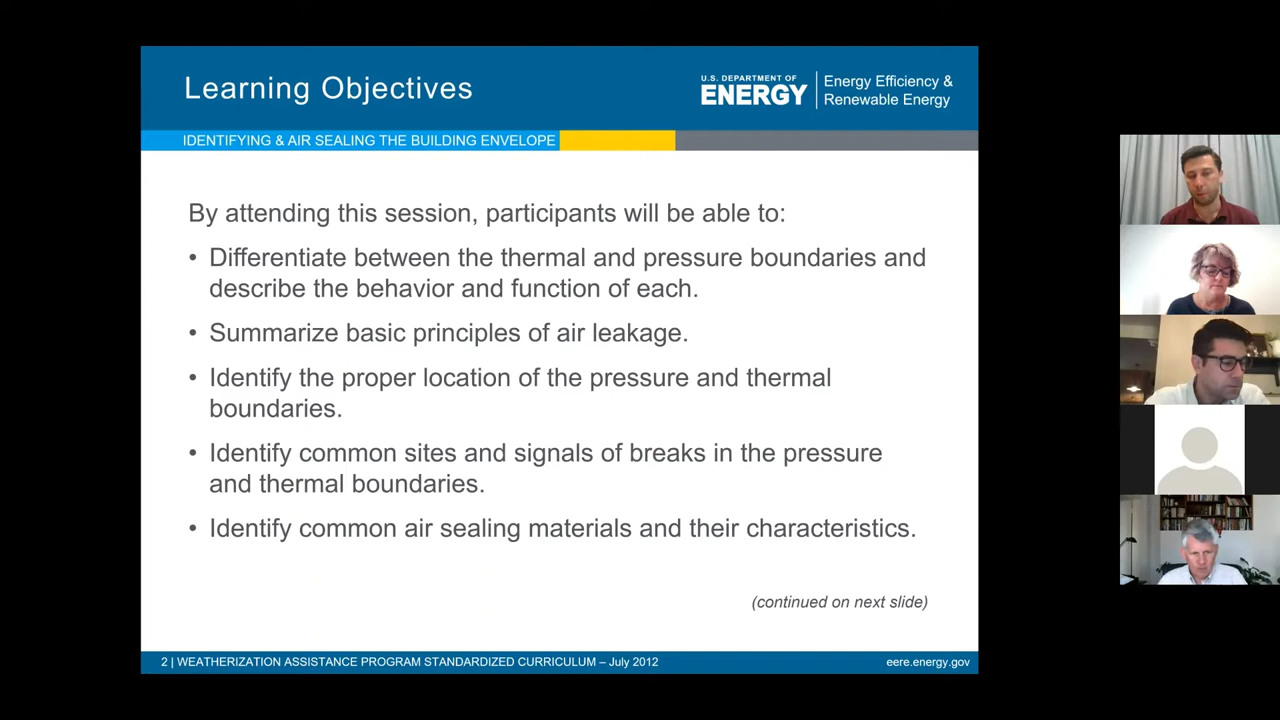 Learning Objectives
U.S. DEPARTMENT OF
ENERGY
Energy Efficiency &
Renewable Energy
IDENTIFYING & AIR SEALING THE BUILDING ENVELOPE
By attending this session, participants will be able to:
• Differentiate between the thermal and pressure boundaries and
describe the behavior and function of each.
• Summarize basic principles of air leakage.
• Identify the proper location of the pressure and thermal
boundaries.
• Identify common sites and signals of breaks in the pressure
and thermal boundaries.
• Identify common air sealing materials and their characteristics.
(continued on next slide)
2 | WEATHERIZATION ASSISTANCE PROGRAM STANDARDIZED CURRICULUM – July 2012
eere.energy.gov